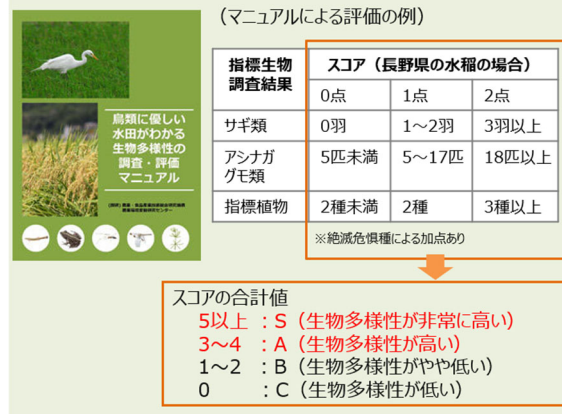 （マニュアルによる評価の例）
鳥類に優しい
水田がわかる
生物多様性の
調査・評価
マニュアル
指標生物
調査結果
スコア（長野県の水稲の場合）
0点 1点 2点
サギ類 0羽 1～2羽 3羽以上
アシナガ
グモ類 5匹未満 5～17匹 18匹以上
指標植物 2種未満 2種 3種以上
※絶滅危惧種による加点あり
スコアの合計値
5以上 ：S（生物多様性が非常に高い）
3～4 ：A（生物多様性が高い）
1～2 ：B（生物多様性がやや低い）
0 ：C（生物多様性が低い）